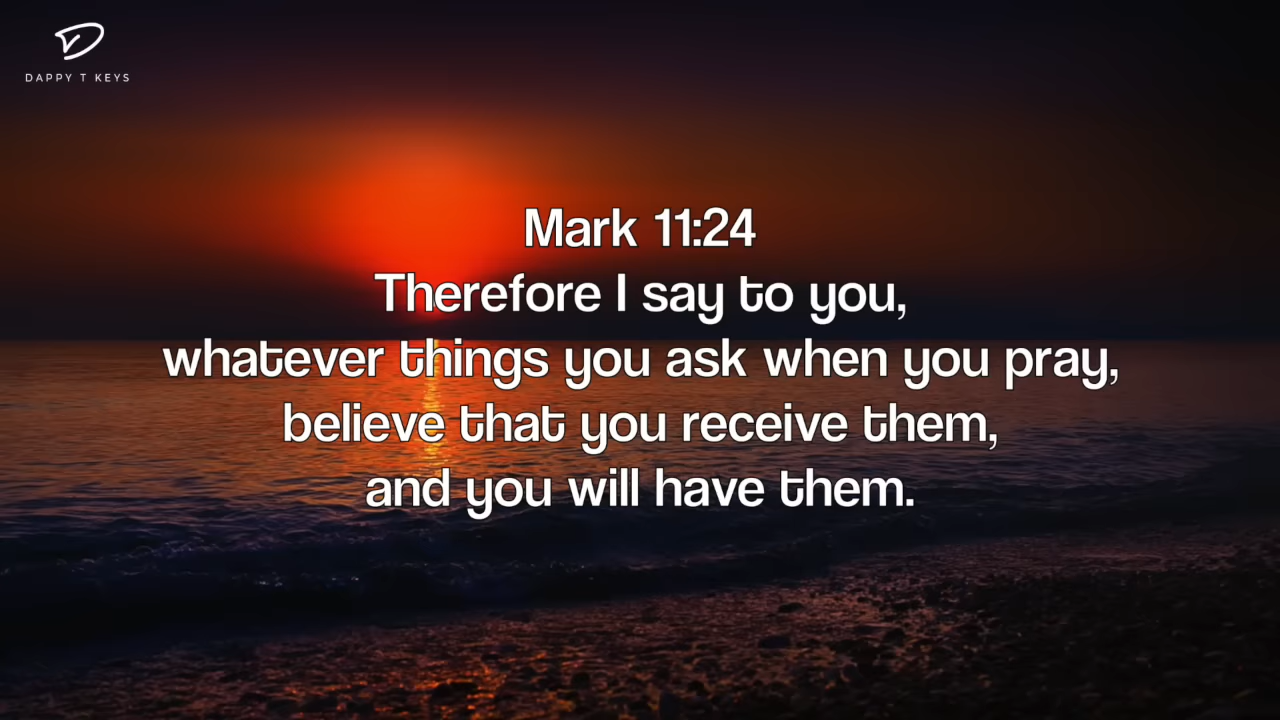 DAPPY T KEYS
Mark 11:24
Therefore I say to you,
whatever things you ask when you pray,
believe that you receive them,
and you will have them.